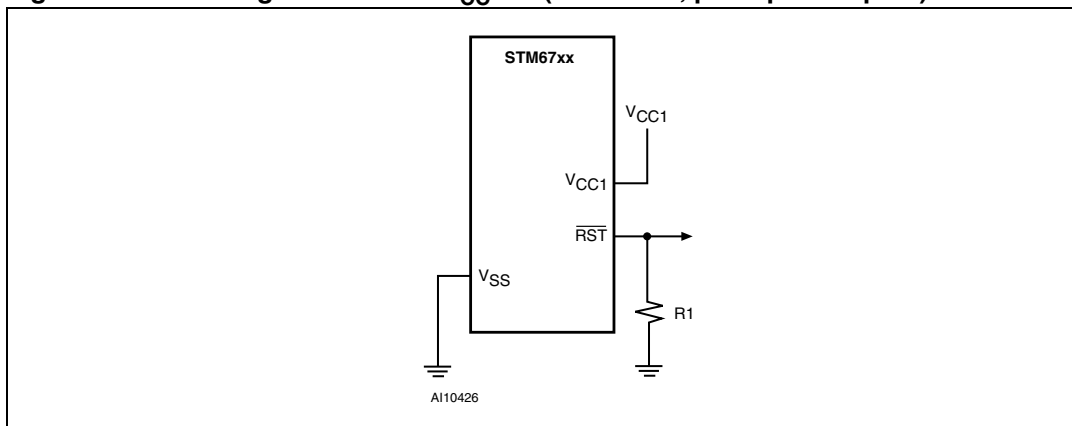 STM67xx
VCC1
VCC1
RST
VSS
R1
AI10426